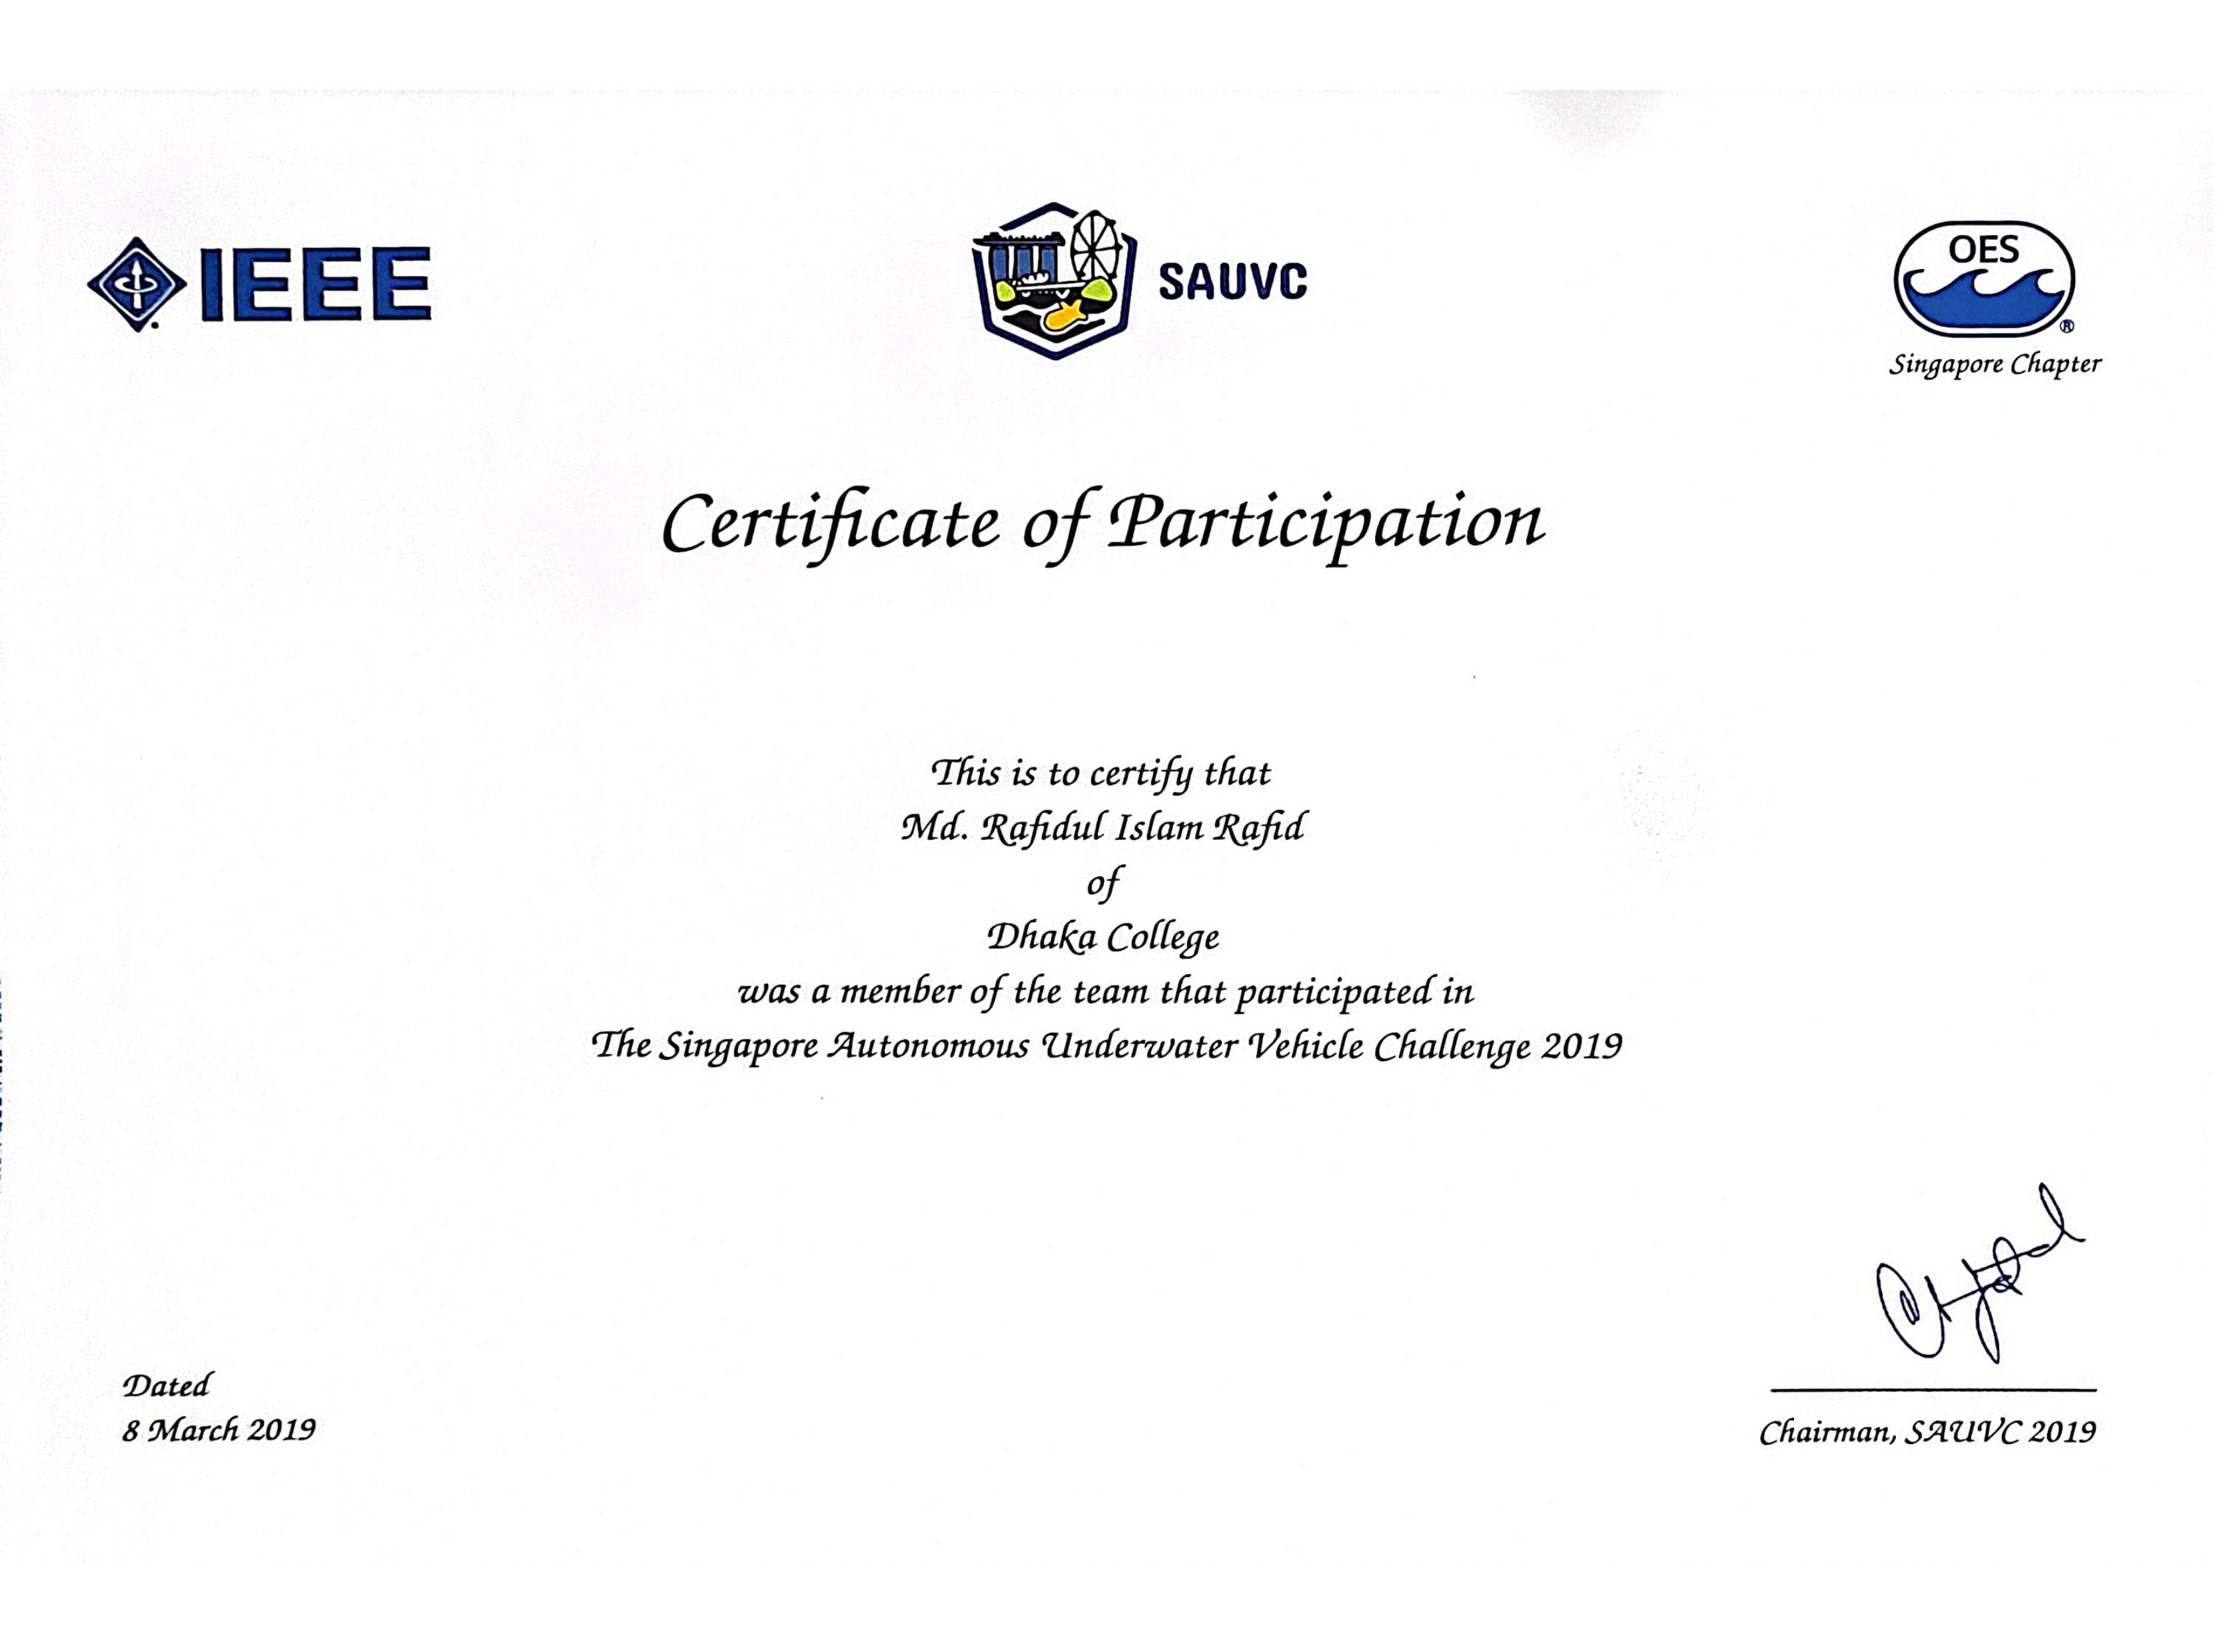 IEEE
SAUVC
OES
Singapore Chapter
Certificate of Participation
This is to certify that
Md. Rafidul Islam Rafid
of
Dhaka College
was a member of the team that participated in
The Singapore Autonomous Underwater Vehicle Challenge 2019
Dated
8 March 2019
Chairman, SAUVC 2019